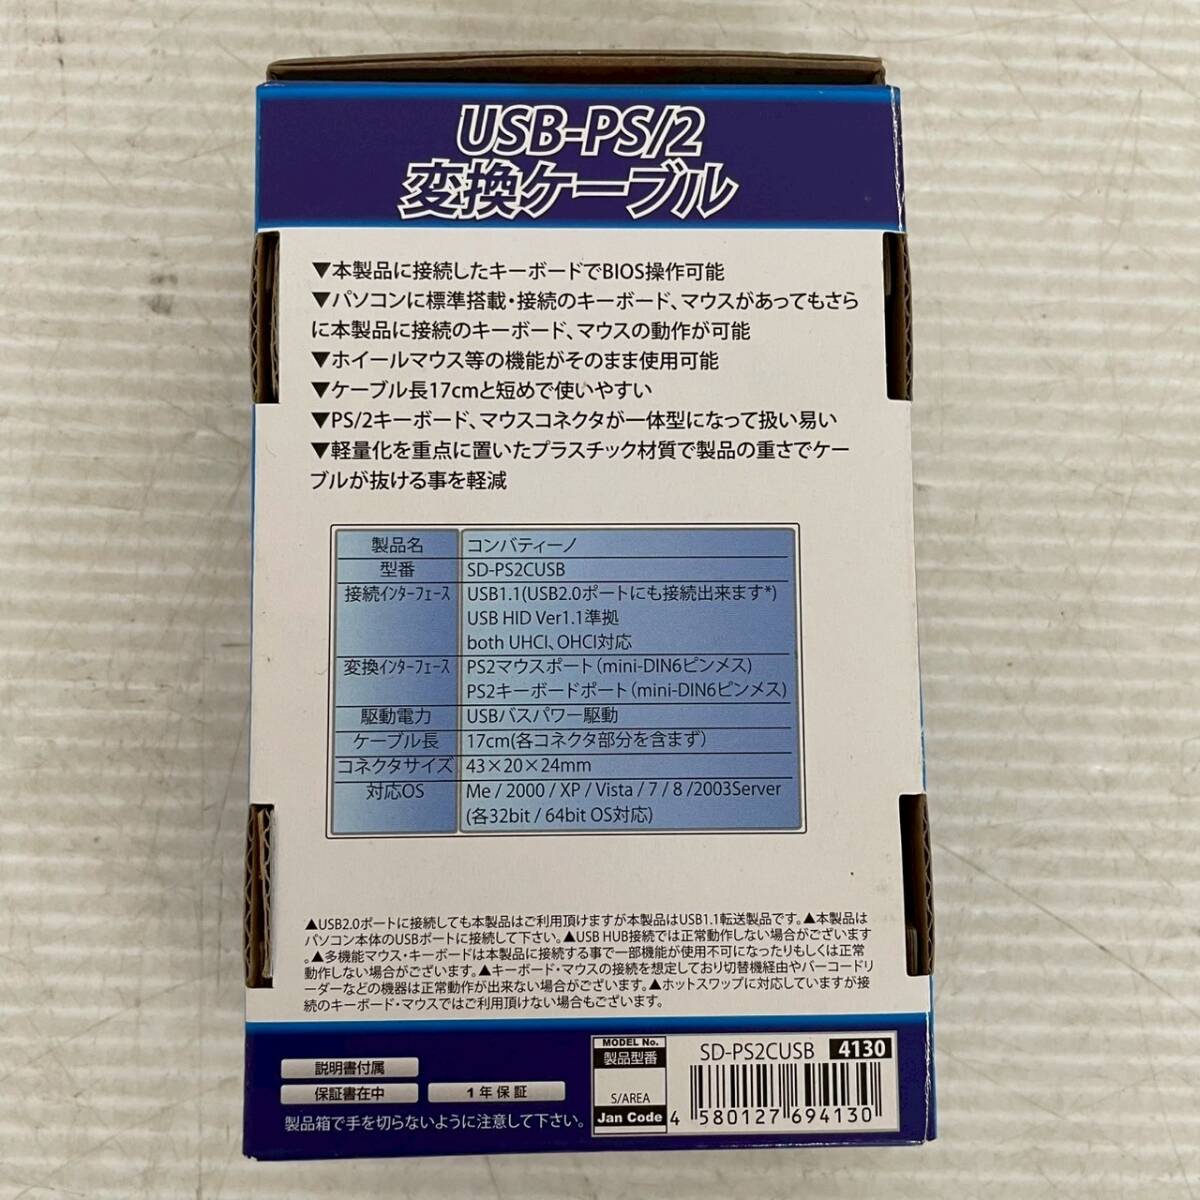 USB-PS/2
変換ケーブル
▼本製品に接続したキーボードでBIOS操作可能
▼パソコンに標準搭載・接続のキーボード、マウスがあってもさら
に本製品に接続のキーボード、マウスの動作が可能
▼ホイールマウス等の機能がそのまま使用可能
▼ケーブル長17cmと短めで使いやすい
▼PS/2キーボード、マウスコネクタが一体型になって扱い易い
▼軽量化を重点に置いたプラスチック材質で製品の重さでケー
ブルが抜ける事を軽減
製品名 コンバティーノ
型番 SD-PS2CUSB
接続インターフェース USB1.1(USB2.0ポートにも接続出来ます*)
USB HID Ver1.1準拠
both UHCI、OHCI対応
変換インターフェース PS2マウスポート（mini-DIN6ピンメス)
PS2キーボードポート（mini-DIN6ピンメス)
駆動電力 USBバスパワー駆動
ケーブル長 17cm(各コネクタ部分を含まず）
コネクタサイズ 43×20×24mm
対応OS Me / 2000 / XP / Vista / 7 / 8 /2003Server
(各32bit / 64bit OS対応)
▲USB2.0ポートに接続しても本製品はご利用頂けますが本製品はUSB1.1転送製品です。▲本製品は
パソコン本体のUSBポートに接続して下さい。▲USB HUB接続では正常動作しない場合がございます
。▲多機能マウス・キーボードは本製品に接続する事で一部機能が使用不可になったりもしくは正常
動作しない場合がございます。▲キーボード・マウスの接続を想定しており切替機経由やバーコードリ
ーダーなどの機器は正常動作が出来ない場合がございます。▲ホットスワップに対応していますが接
続のキーボード・マウスではご利用頂けない場合もございます。
説明書付属
保証書在中
1年保証
製品箱で手を切らないように注意して下さい。
MODEL No.
製品型番
S/AREA
Jan Code
SD-PS2CUSB 4130
4 580127 694130